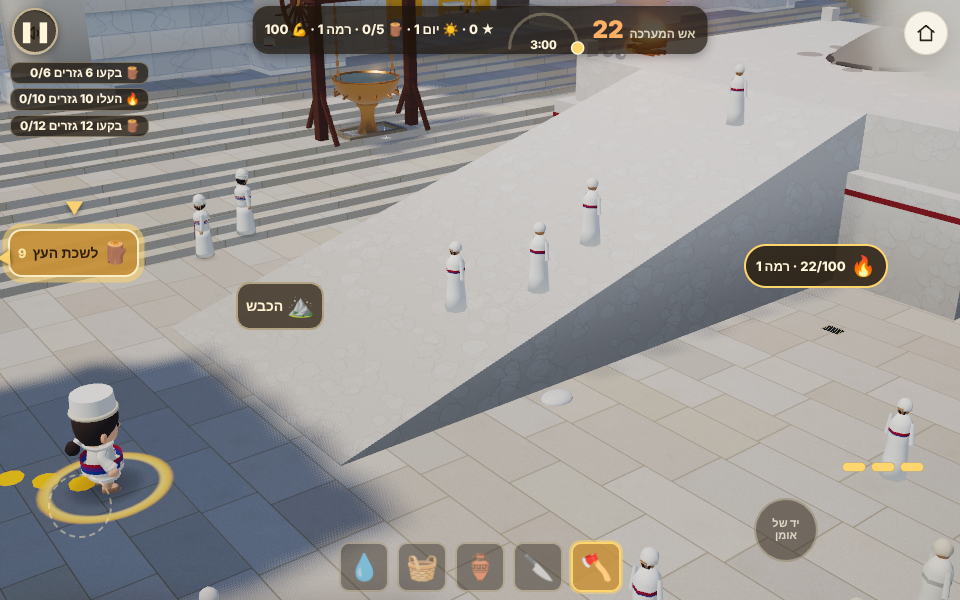 אש המערכה 22
3:00
★ 0 · ☀️ יום 1 · 🪵 0/5 · רמה 1 · 💪 100
🪵 בקעו 6 גזרים 0/6
🔥 העלו 10 גזרים 0/10
🪵 בקעו 12 גזרים 0/12
🪵 לשכת העץ 9
הכבש
🔥 22/100 · רמה 1
יד של
אומן